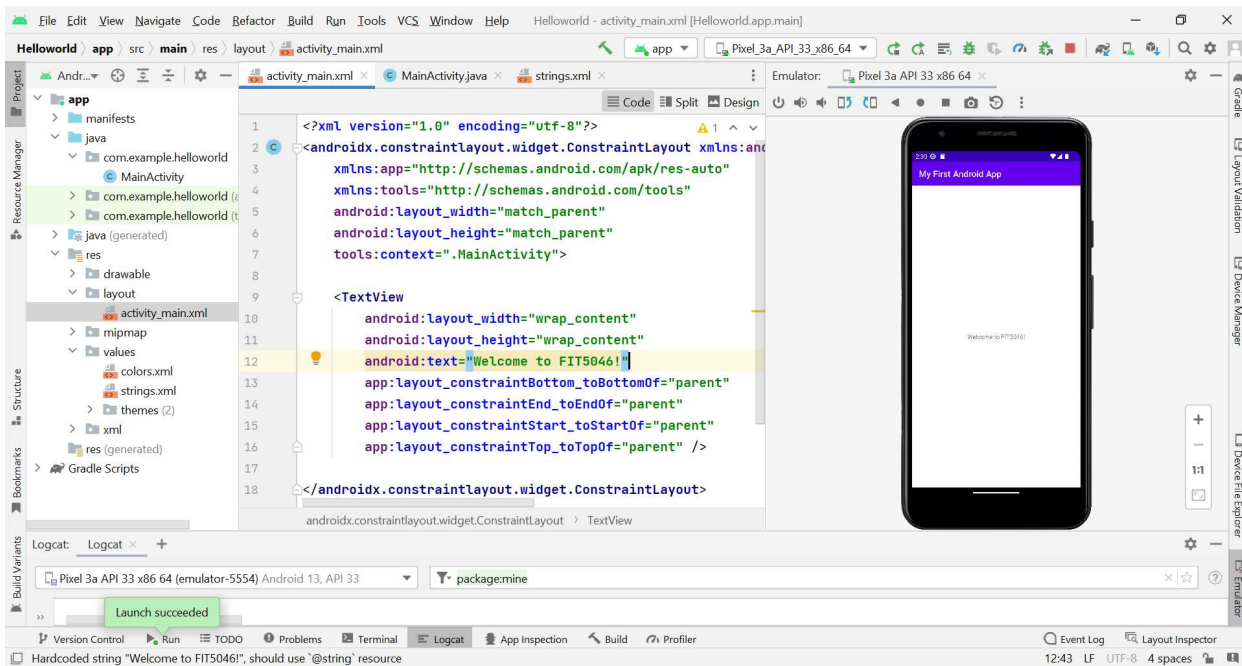 File Edit View Navigate Code Refactor Build Run Tools VCS Window Help Helloworld - activity_main.xml [Helloworld.app.main]
Helloworld app src main res layout activity_main.xml app Pixel_3a_API_33_x86_64
Project
Resource Manager
Structure
Bookmarks
Build Variants
Andr...
app
manifests
java
com.example.helloworld
MainActivity
com.example.helloworld (a
com.example.helloworld (t
java (generated)
res
drawable
layout
activity_main.xml
mipmap
values
colors.xml
strings.xml
themes (2)
xml
res (generated)
Gradle Scripts
activity_main.xml MainActivity.java strings.xml
Code Split Design
1 <?xml version="1.0" encoding="utf-8"?> 1
2 <androidx.constraintlayout.widget.ConstraintLayout xmlns:and
3 xmlns:app="http://schemas.android.com/apk/res-auto"
4 xmlns:tools="http://schemas.android.com/tools"
5 android:layout_width="match_parent"
6 android:layout_height="match_parent"
7 tools:context=".MainActivity">
8
9 <TextView
10 android:layout_width="wrap_content"
11 android:layout_height="wrap_content"
12 android:text="Welcome to FIT5046!"
13 app:layout_constraintBottom_toBottomOf="parent"
14 app:layout_constraintEnd_toEndOf="parent"
15 app:layout_constraintStart_toStartOf="parent"
16 app:layout_constraintTop_toTopOf="parent" />
17
18 </androidx.constraintlayout.widget.ConstraintLayout>
androidx.constraintlayout.widget.ConstraintLayout TextView
Emulator: Pixel 3a API 33 x86 64
2:30
My First Android App
Welcome to FIT5046!
1:1
Gradle
Layout Validation
Device Manager
Device File Explorer
Emulator
Logcat: Logcat +
Pixel 3a API 33 x86 64 (emulator-5554) Android 13, API 33 package:mine
Launch succeeded
Version Control Run TODO Problems Terminal Logcat App Inspection Build Profiler Event Log Layout Inspector
Hardcoded string "Welcome to FIT5046!", should use `@string` resource 12:43 LF UTF-8 4 spaces